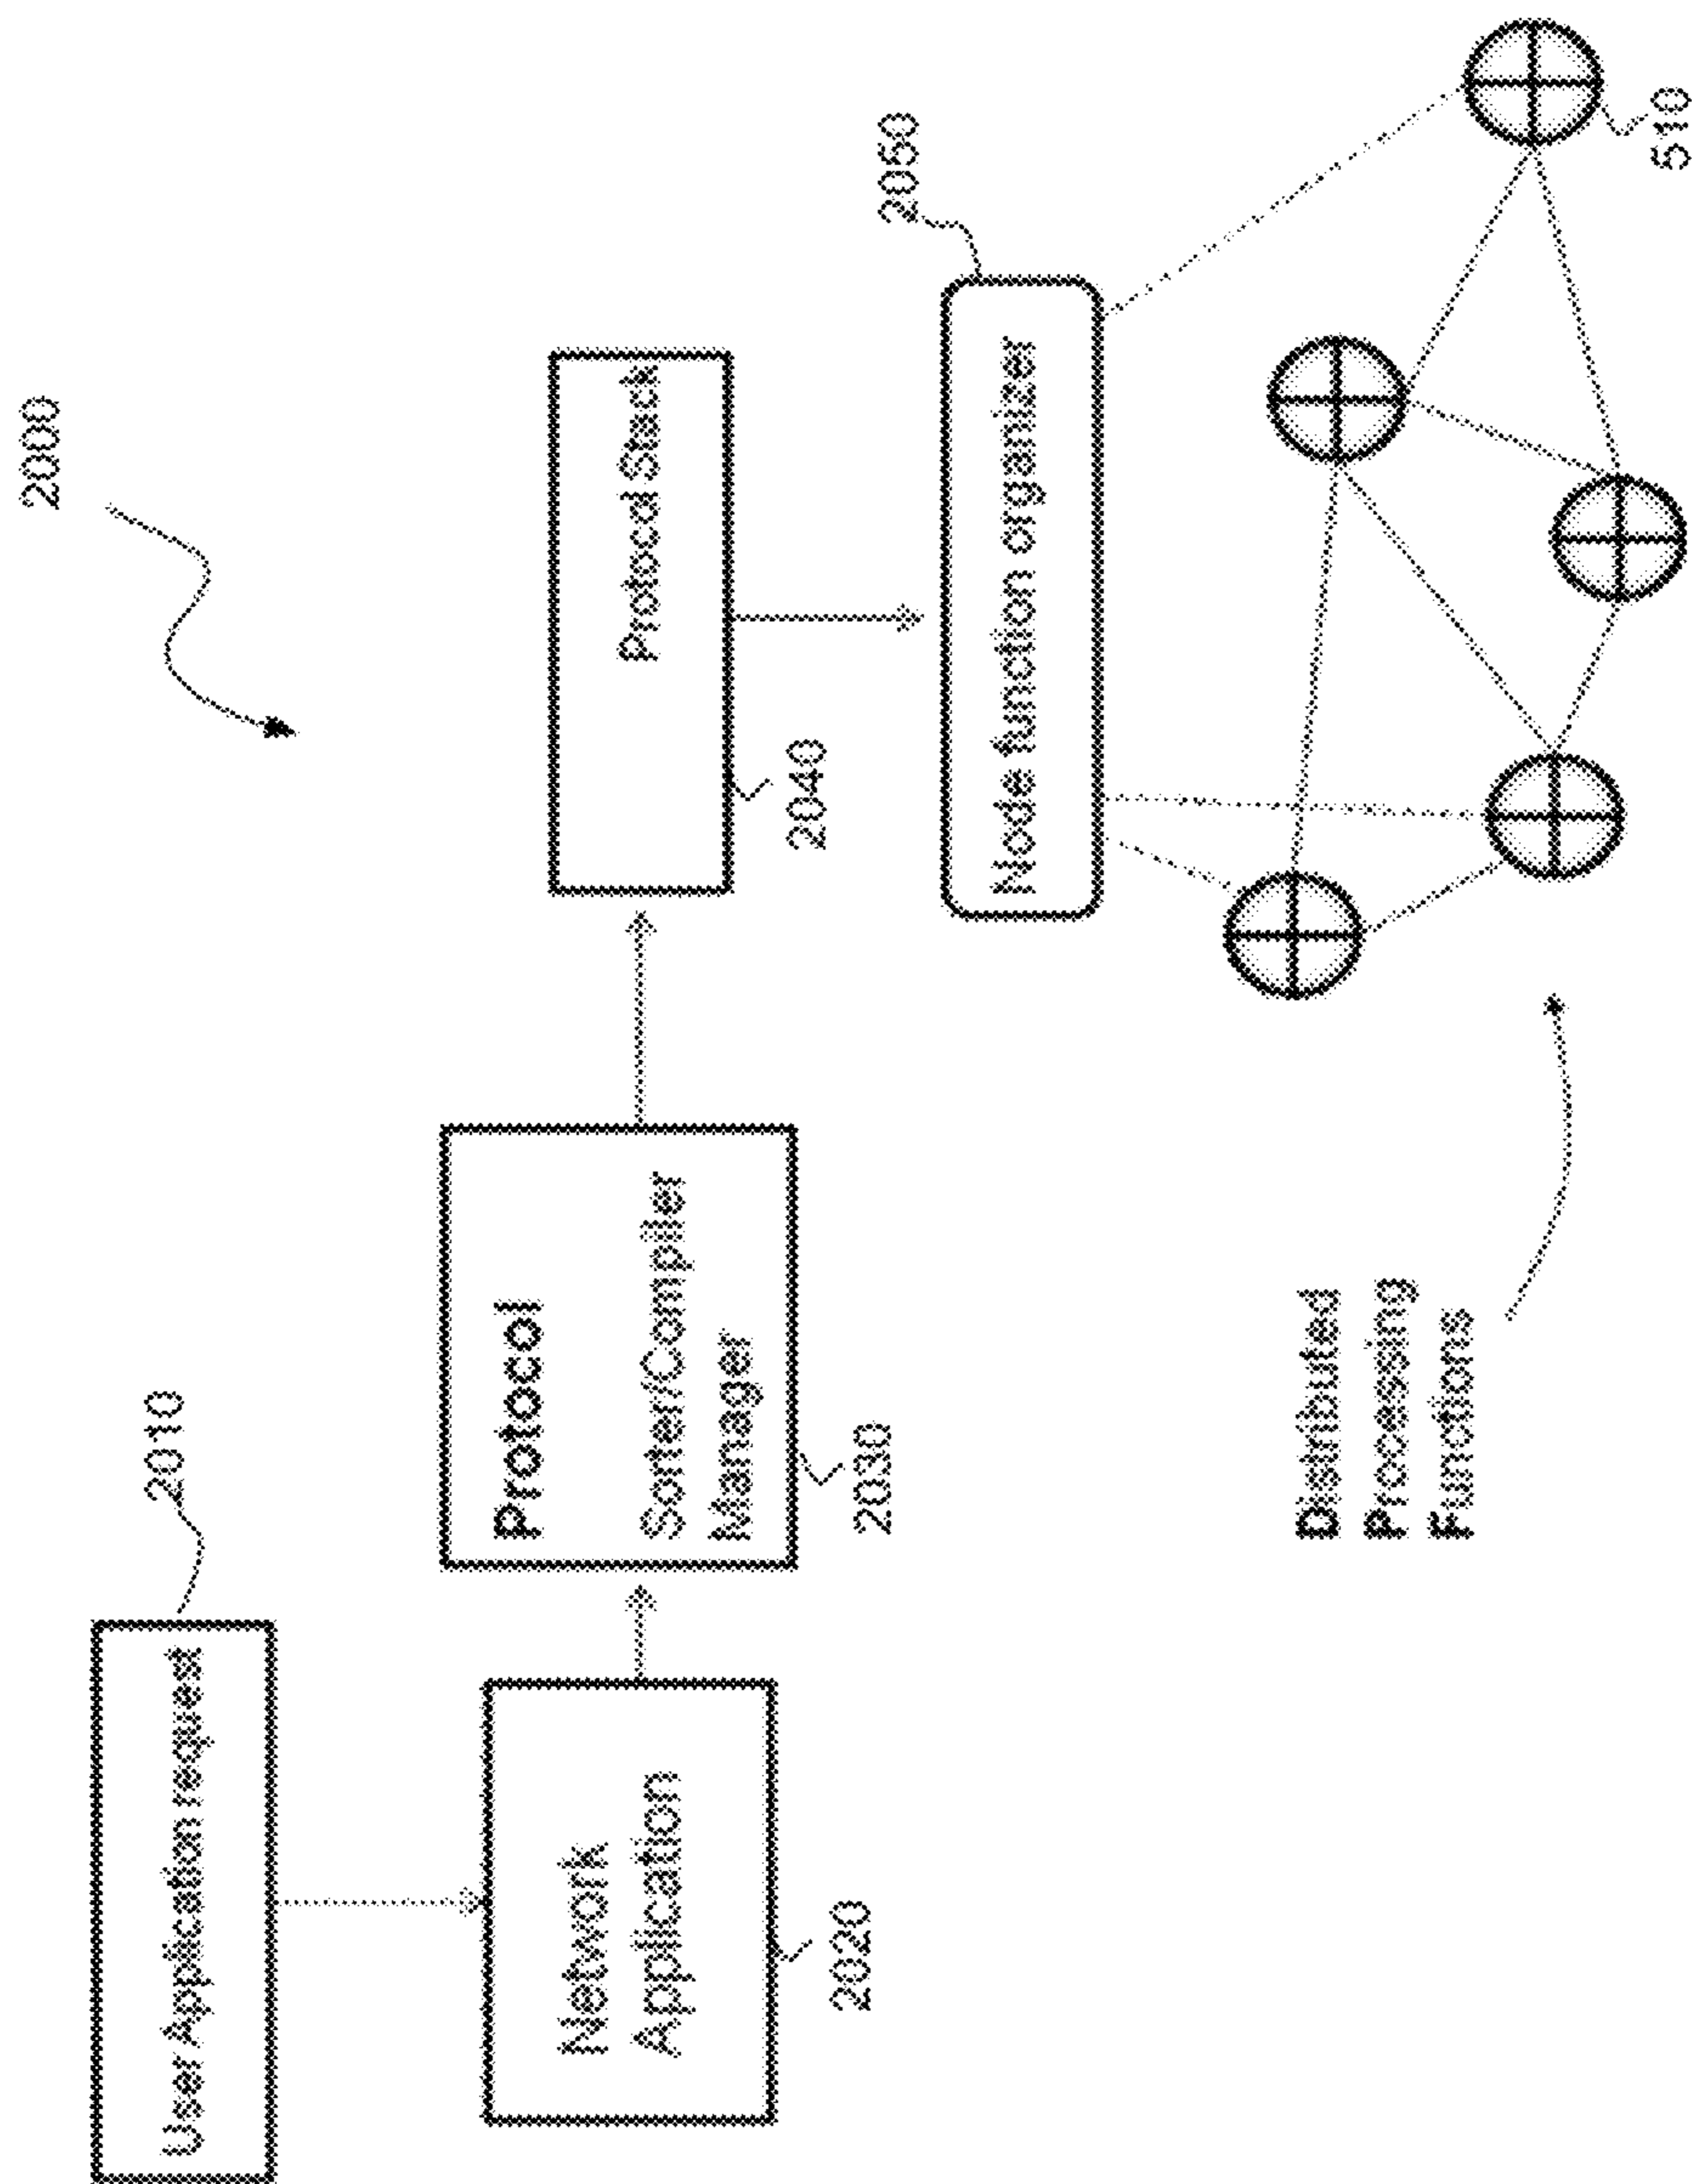 2000
User Application request
2010
Network
Application
2020
Protocol
Sorter/Compiler
Manager
2030
Protocal Stack
2040
Node function organizer
2050
Distributed
Processing
Functions
510